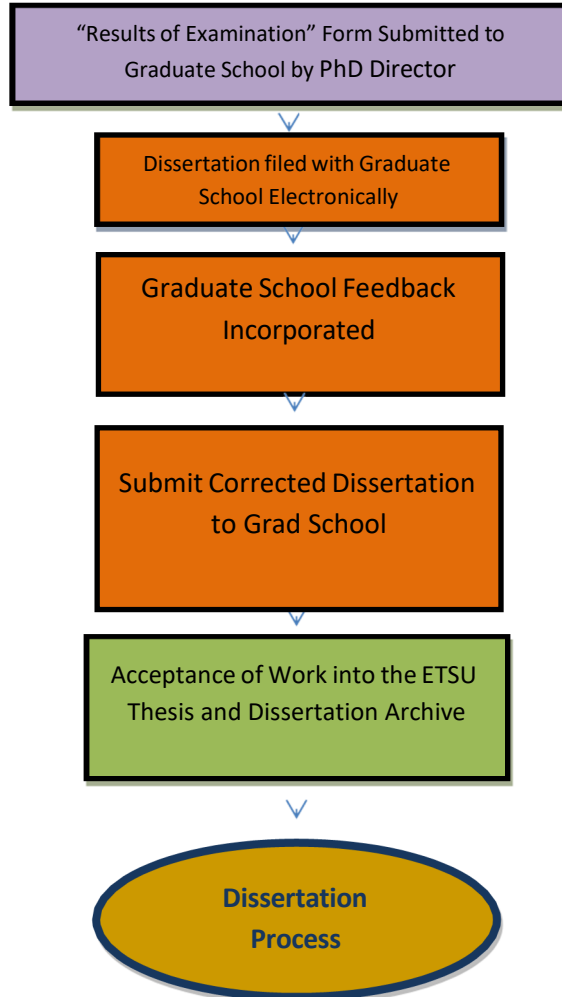 “Results of Examination” Form Submitted to
Graduate School by PhD Director
Dissertation filed with Graduate
School Electronically
Graduate School Feedback
Incorporated
Submit Corrected Dissertation
to Grad School
Acceptance of Work into the ETSU
Thesis and Dissertation Archive
Dissertation
Process